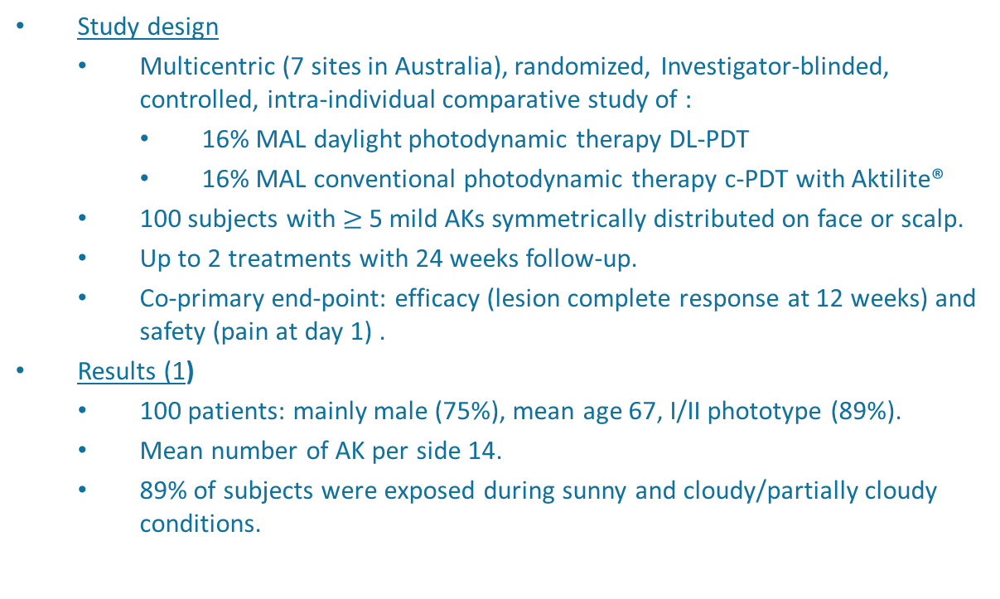 • Study design
• Multicentric (7 sites in Australia), randomized, Investigator-blinded,
controlled, intra-individual comparative study of :
• 16% MAL daylight photodynamic therapy DL-PDT
• 16% MAL conventional photodynamic therapy c-PDT with Aktilite®
• 100 subjects with ≥ 5 mild AKs symmetrically distributed on face or scalp.
• Up to 2 treatments with 24 weeks follow-up.
• Co-primary end-point: efficacy (lesion complete response at 12 weeks) and
safety (pain at day 1) .
• Results (1)
• 100 patients: mainly male (75%), mean age 67, I/II phototype (89%).
• Mean number of AK per side 14.
• 89% of subjects were exposed during sunny and cloudy/partially cloudy
conditions.